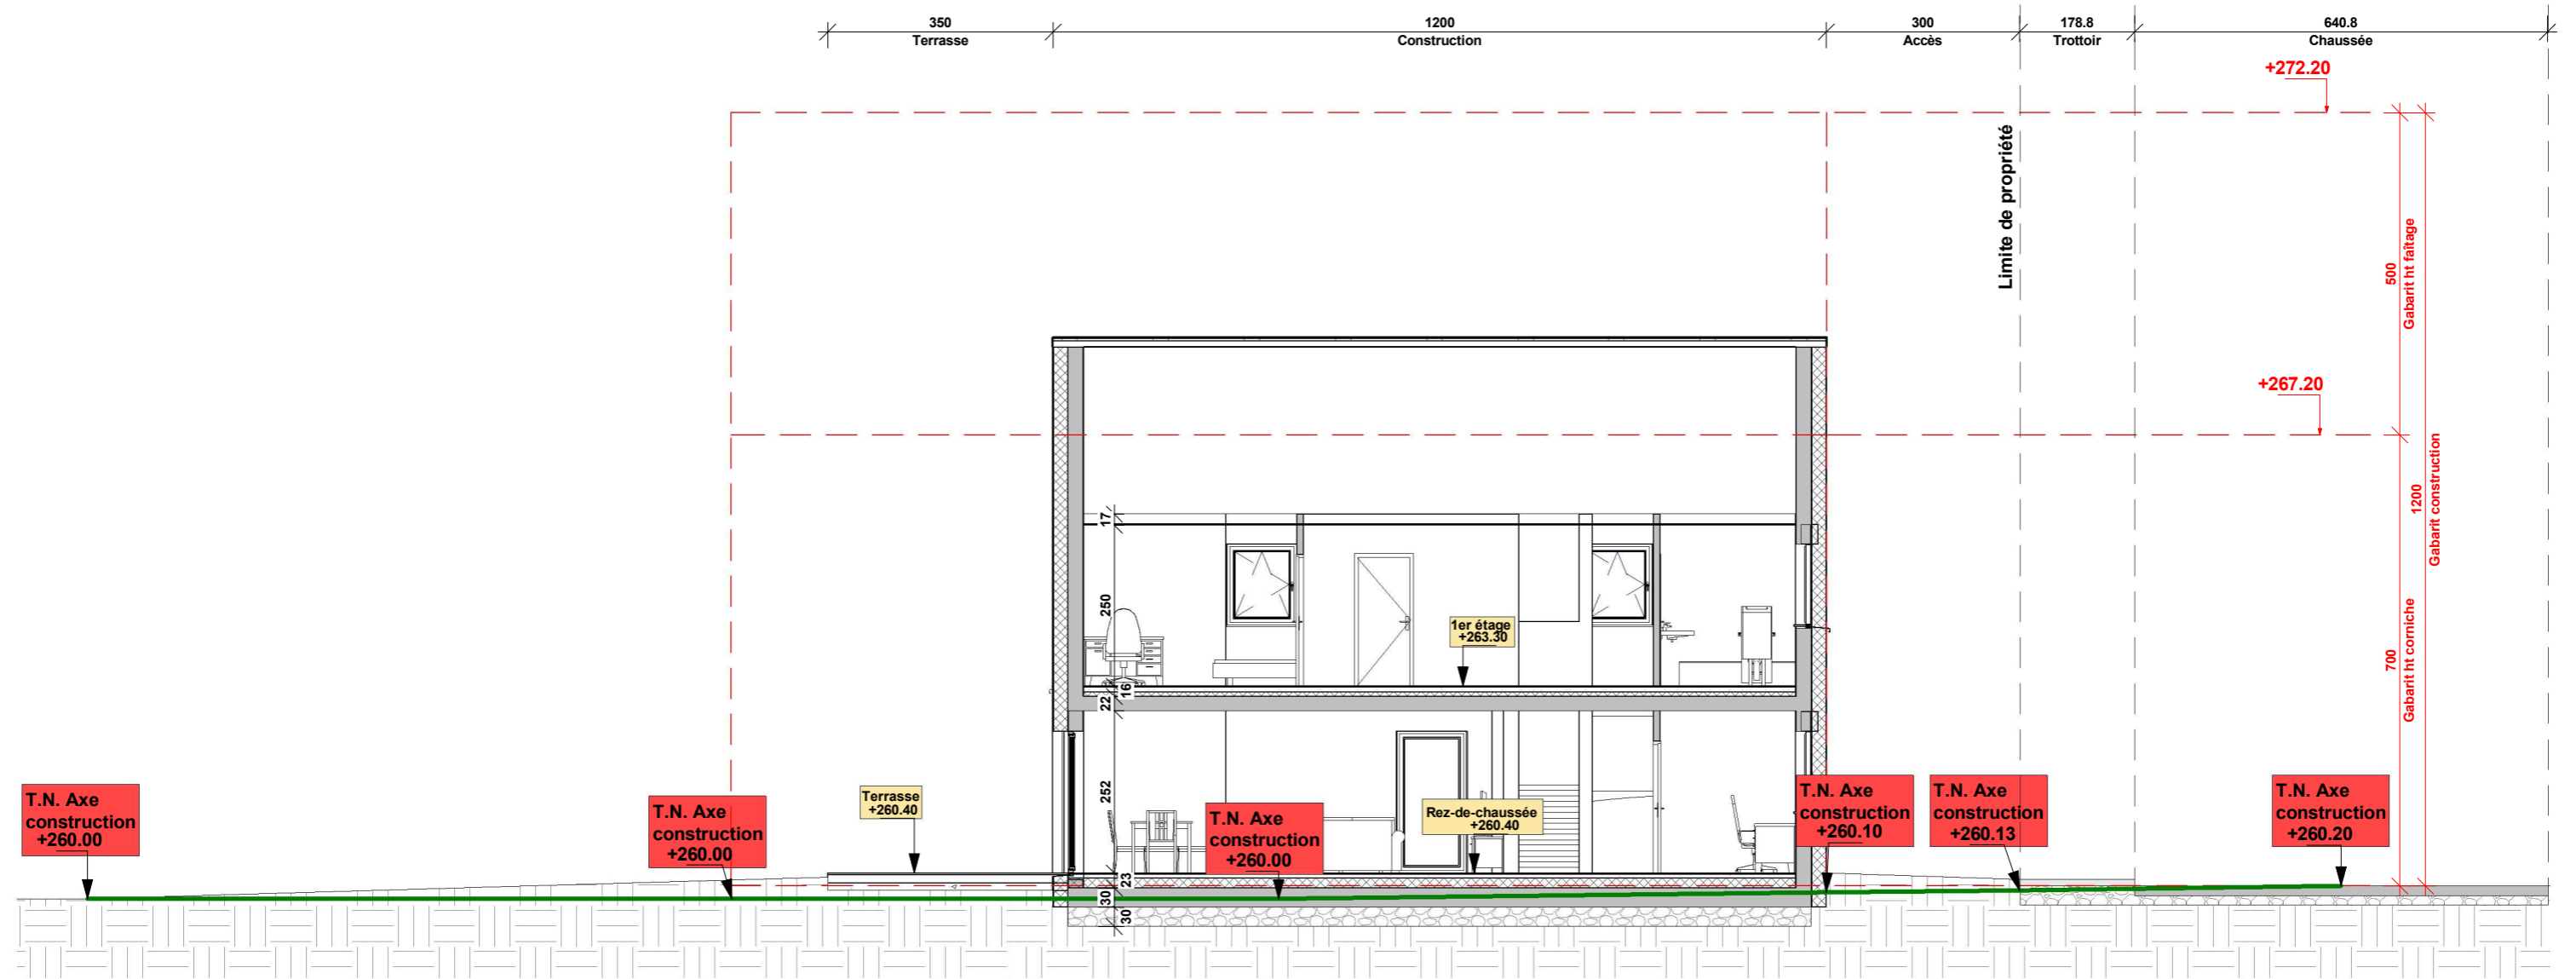 350
Terrasse
1200
Construction
300
Accès
178.8
Trottoir
640.8
Chaussée
+272.20
Limite de propriété
500
Gabarit ht faîtage
+267.20
1200
Gabarit construction
700
Gabarit ht corniche
17
250
1er étage
+263.30
16
22
252
23
30
30
T.N. Axe
construction
+260.00
T.N. Axe
construction
+260.00
Terrasse
+260.40
T.N. Axe
construction
+260.00
Rez-de-chaussée
+260.40
T.N. Axe
construction
+260.10
T.N. Axe
construction
+260.13
T.N. Axe
construction
+260.20